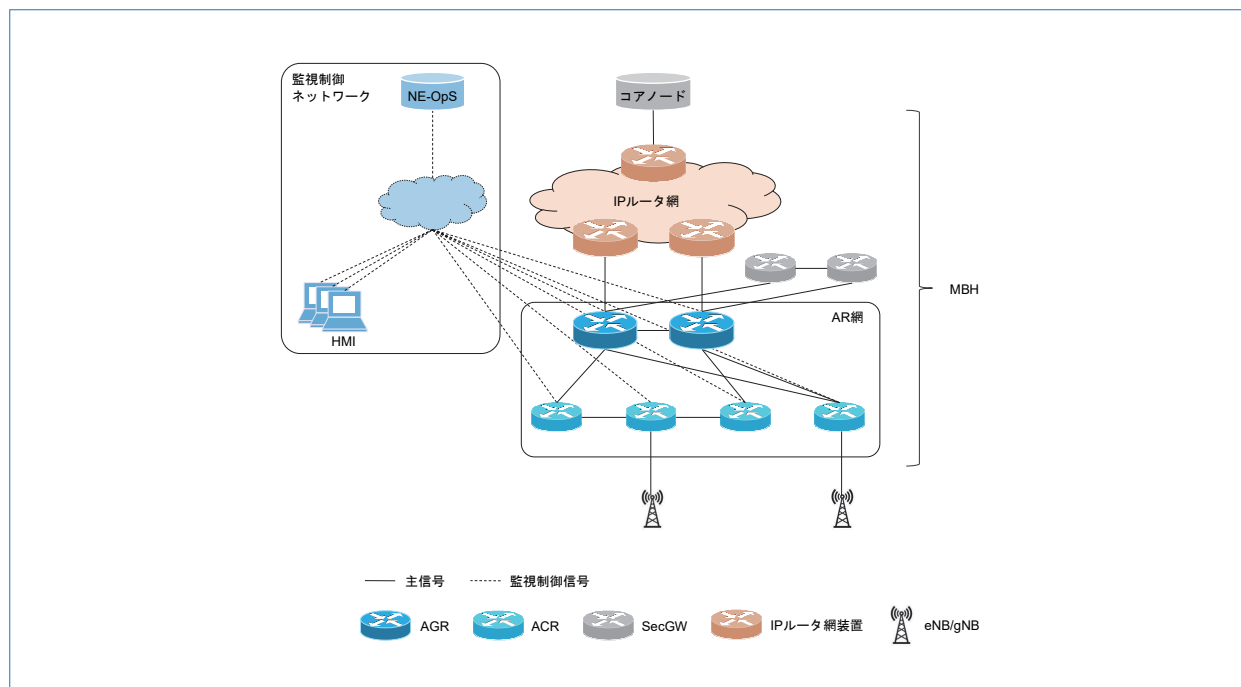 監視制御
ネットワーク
NE-OpS
コアノード
IPルータ網
HMI
AR網
MBH
主信号
監視制御信号
AGR
ACR
SecGW
IPルータ網装置
eNB/gNB